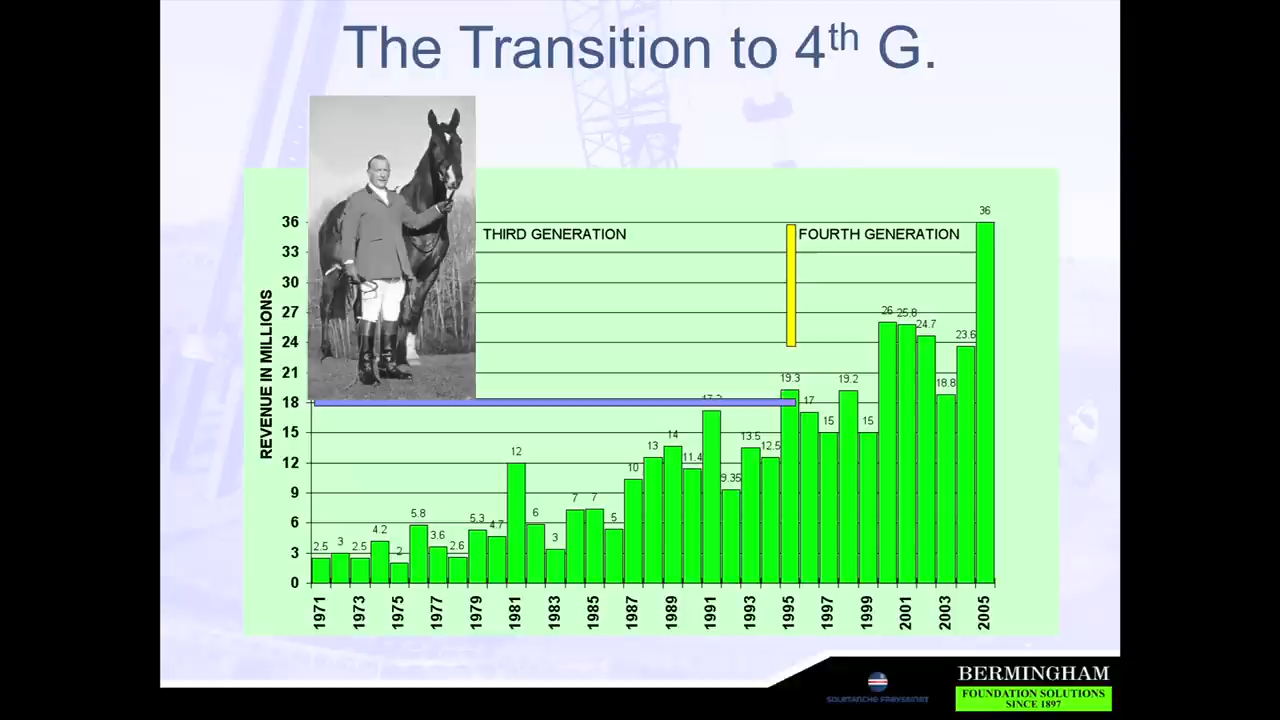 The Transition to 4th G.
THIRD GENERATION
FOURTH GENERATION
REVENUE IN MILLIONS
36
33
30
27
24
21
18
15
12
9
6
3
0
2.5 3 2.5 4.2 2 5.8 3.6 2.6 5.3 4.7 12 6 3 7 7 5 10 13 14 11.4 17.2 9.35 13.5 12.5 19.3 17 15 19.2 15 26 25.8 24.7 18.8 23.6 36
1971 1973 1975 1977 1979 1981 1983 1985 1987 1989 1991 1993 1995 1997 1999 2001 2003 2005
SOLETANCHE FREYSSINET
BERMINGHAM
FOUNDATION SOLUTIONS
SINCE 1897